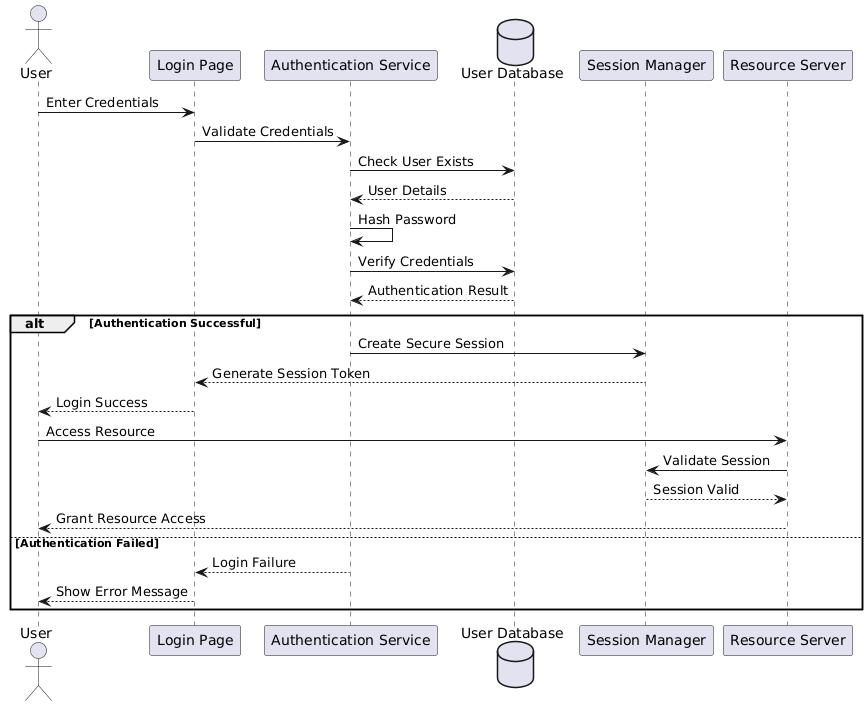 User
Login Page
Authentication Service
User Database
Session Manager
Resource Server
Enter Credentials
Validate Credentials
Check User Exists
User Details
Hash Password
Verify Credentials
Authentication Result
alt [Authentication Successful]
Create Secure Session
Generate Session Token
Login Success
Access Resource
Validate Session
Session Valid
Grant Resource Access
[Authentication Failed]
Login Failure
Show Error Message
User
Login Page
Authentication Service
User Database
Session Manager
Resource Server